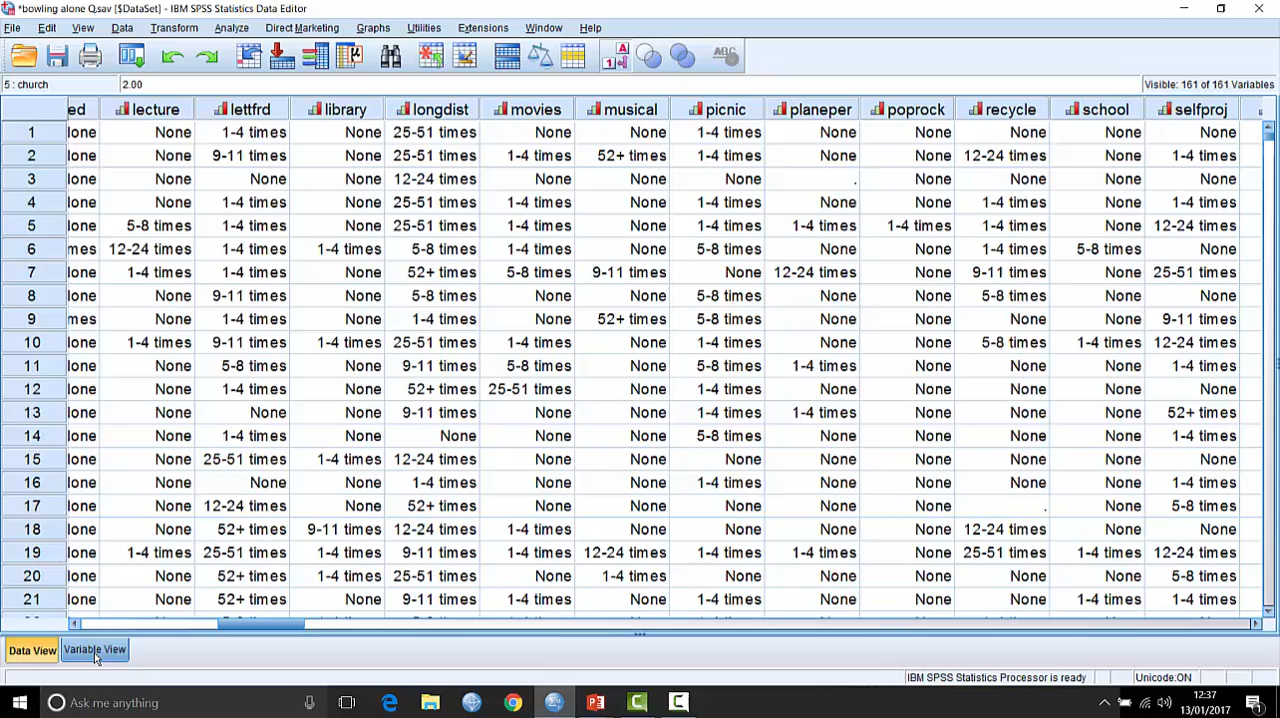 *bowling alone Q.sav [$DataSet] - IBM SPSS Statistics Data Editor
File Edit View Data Transform Analyze Direct Marketing Graphs Utilities Extensions Window Help
A 1 ABC
5 : church 2.00 Visible: 161 of 161 Variables
ed lecture lettfrd library longdist movies musical picnic planeper poprock recycle school selfproj
1 lone None 1-4 times None 25-51 times None None 1-4 times None None None None None
2 lone None 9-11 times None 25-51 times 1-4 times 52+ times 1-4 times None None 12-24 times None 1-4 times
3 lone None None None 12-24 times None None None . None None None None
4 lone None 1-4 times None 25-51 times 1-4 times None 1-4 times None None 1-4 times None 1-4 times
5 lone 5-8 times 1-4 times None 25-51 times 1-4 times None 1-4 times 1-4 times 1-4 times 1-4 times None 12-24 times
6 mes 12-24 times 1-4 times 1-4 times 5-8 times 1-4 times None 5-8 times None None 1-4 times 5-8 times None
7 lone 1-4 times 1-4 times None 52+ times 5-8 times 9-11 times None 12-24 times None 9-11 times None 25-51 times
8 lone None 9-11 times None 5-8 times None None 5-8 times None None 5-8 times None None
9 mes None 1-4 times None 1-4 times None 52+ times 5-8 times None None None None 9-11 times
10 lone 1-4 times 9-11 times 1-4 times 25-51 times 1-4 times None 1-4 times None None 5-8 times 1-4 times 12-24 times
11 lone None 5-8 times None 9-11 times 5-8 times None 5-8 times 1-4 times None None None 1-4 times
12 lone None 1-4 times None 52+ times 25-51 times None 1-4 times None None None None None
13 lone None None None 9-11 times None None 1-4 times 1-4 times None None None 52+ times
14 lone None 1-4 times None None None None 5-8 times None None None None 1-4 times
15 lone None 25-51 times 1-4 times 12-24 times None None None None None None None None
16 lone None None None 1-4 times None None 1-4 times None None None None 1-4 times
17 lone None 12-24 times None 52+ times None None None None None . None 5-8 times
18 lone None 52+ times 9-11 times 12-24 times 1-4 times None None None None 12-24 times None None
19 lone 1-4 times 25-51 times 1-4 times 9-11 times 1-4 times 12-24 times 1-4 times 1-4 times None 25-51 times 1-4 times 12-24 times
20 lone None 52+ times 1-4 times 25-51 times None 1-4 times None None None None None 5-8 times
21 lone None 52+ times None 9-11 times 1-4 times None 1-4 times None None None 1-4 times 1-4 times
Data View Variable View
IBM SPSS Statistics Processor is ready Unicode:ON
Ask me anything 12:37
13/01/2017